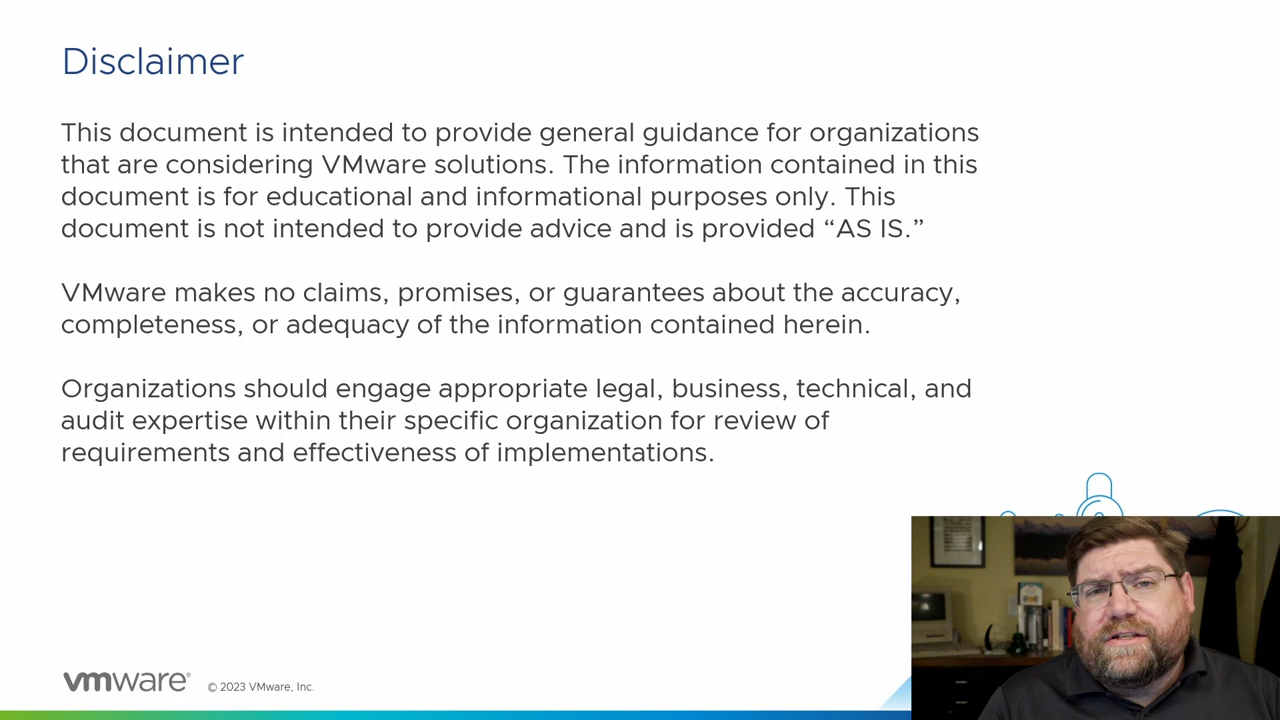 Disclaimer
This document is intended to provide general guidance for organizations
that are considering VMware solutions. The information contained in this
document is for educational and informational purposes only. This
document is not intended to provide advice and is provided “AS IS.”
VMware makes no claims, promises, or guarantees about the accuracy,
completeness, or adequacy of the information contained herein.
Organizations should engage appropriate legal, business, technical, and
audit expertise within their specific organization for review of
requirements and effectiveness of implementations.
vmware® © 2023 VMware, Inc.